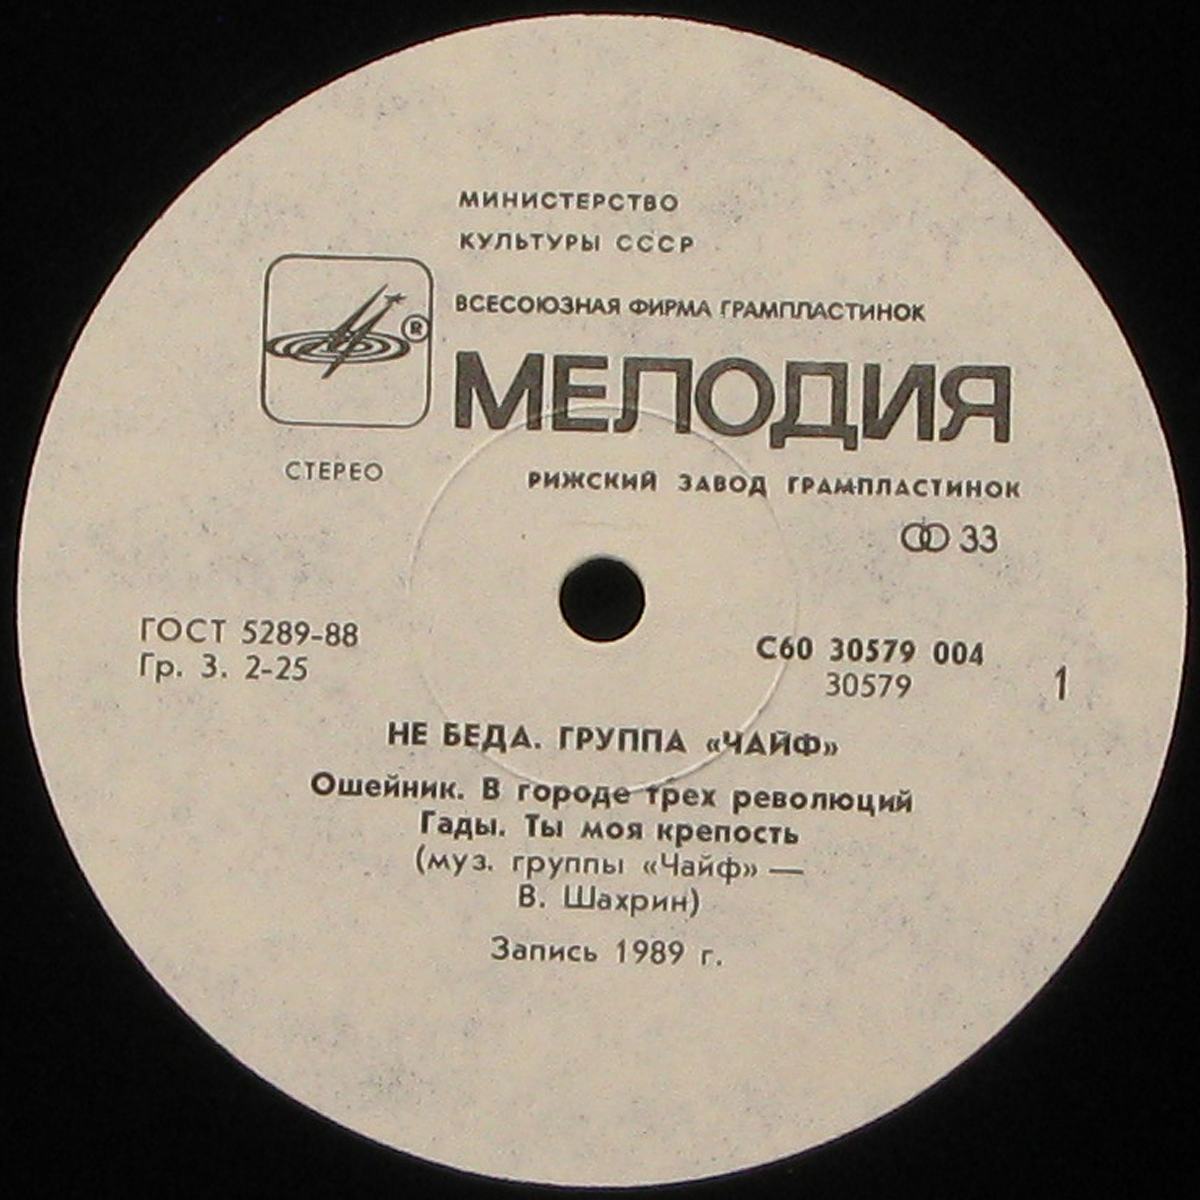 МИНИСТЕРСТВО
КУЛЬТУРЫ СССР
ВСЕСОЮЗНАЯ ФИРМА ГРАМПЛАСТИНОК
®
МЕЛОДИЯ
СТЕРЕО
РИЖСКИЙ ЗАВОД ГРАМПЛАСТИНОК
33
ГОСТ 5289-88
Гр. 3. 2-25
С60 30579 004
30579
1
НЕ БЕДА. ГРУППА «ЧАЙФ»
Ошейник. В городе трех революций
Гады. Ты моя крепость
(муз. группы «Чайф» —
В. Шахрин)
Запись 1989 г.